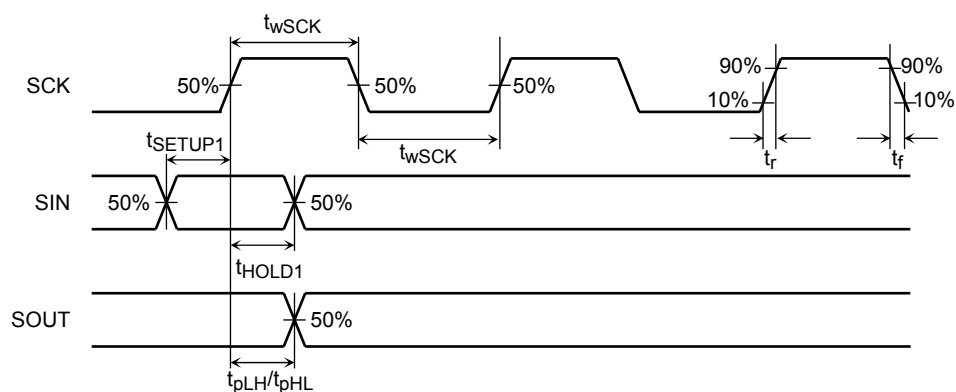 twSCK
SCK
50%
50%
50%
90%
90%
10%
10%
tSETUP1
twSCK
tr
tf
SIN
50%
50%
tHOLD1
SOUT
50%
tpLH/tpHL